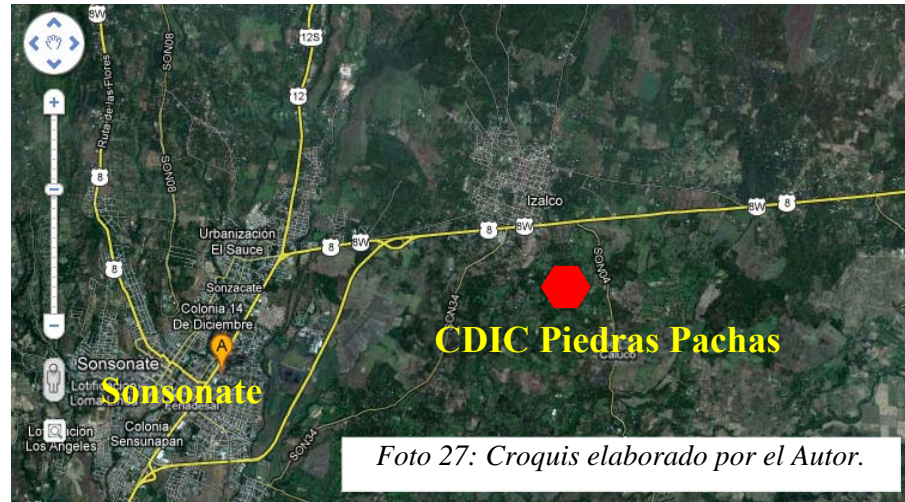 8W
SON08
12S
Ruta de las Flores
12
SON08
8
Izalco
8W
8
8
8W
Urbanización
El Sauce
8
8W
8
Sonzacate
SON04
Colonia 14
De Diciembre
SON34
CDIC Piedras Pachas
A
Caluco
Sonsonate
Sonsonate
Colonia
Sensunapan
Los Angeles
SON34
Foto 27: Croquis elaborado por el Autor.